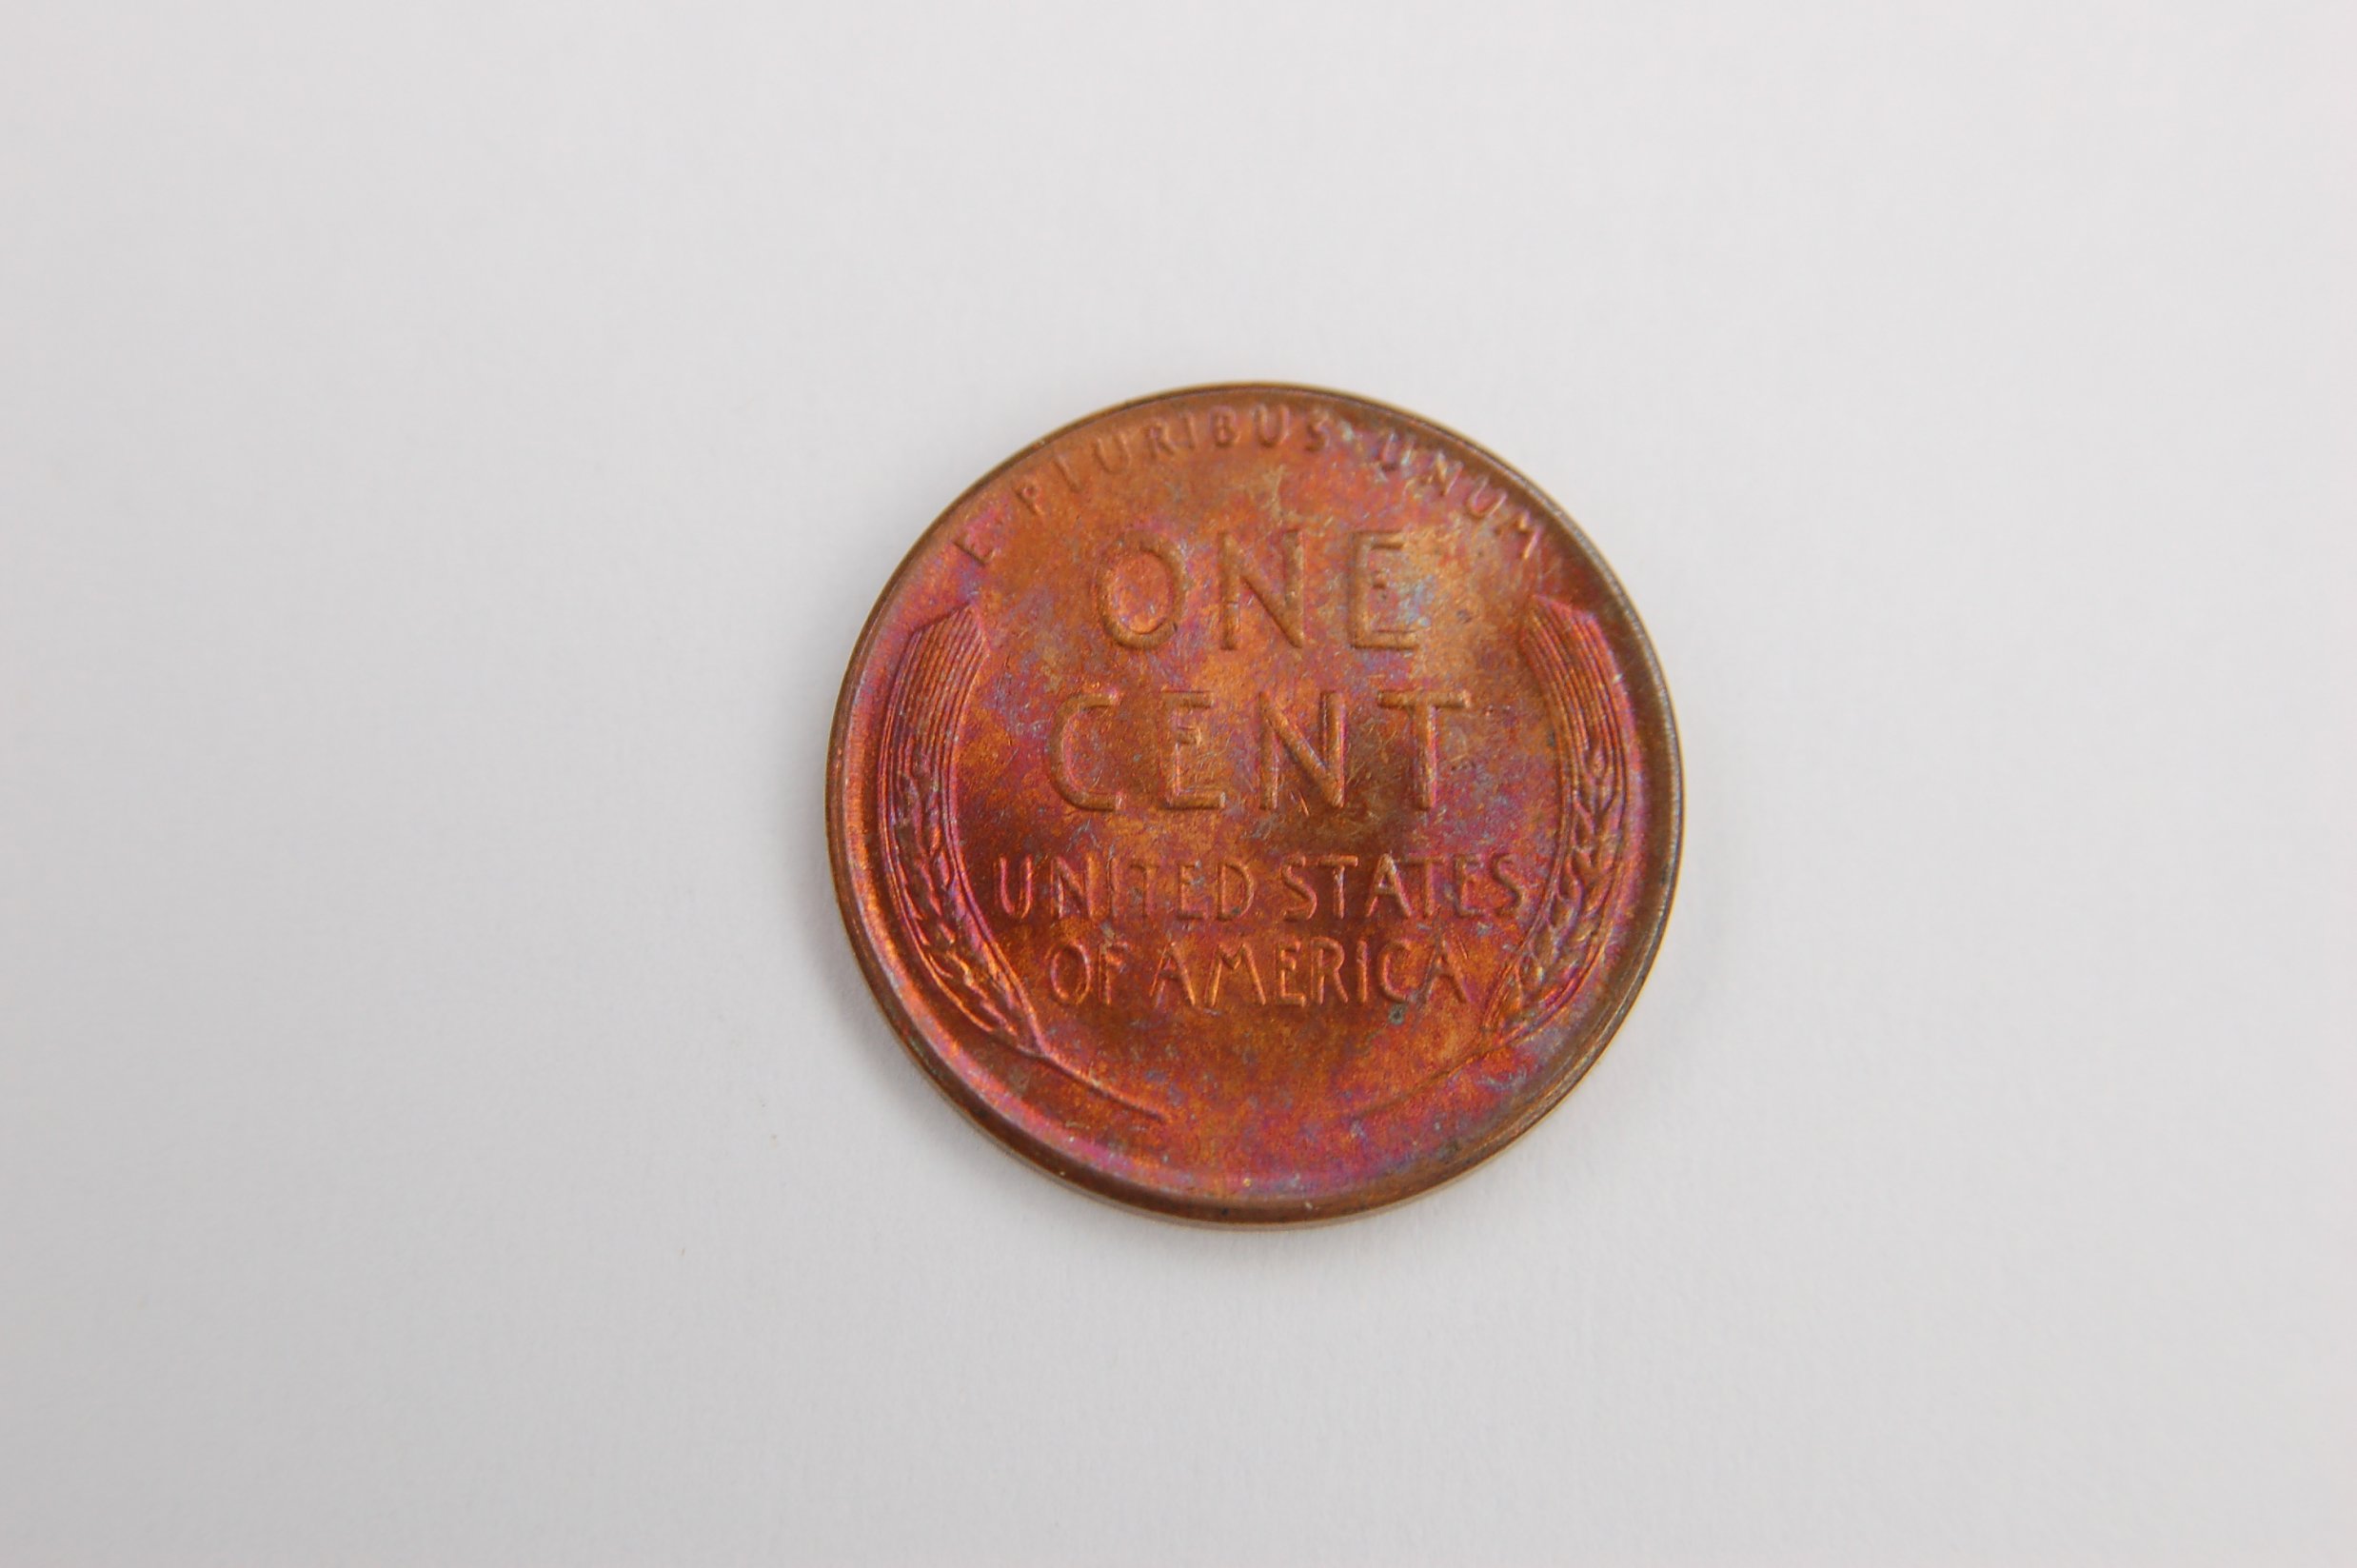 E PLURIBUS · UNUM
ONE
CENT
UNITED STATES
OF AMERICA